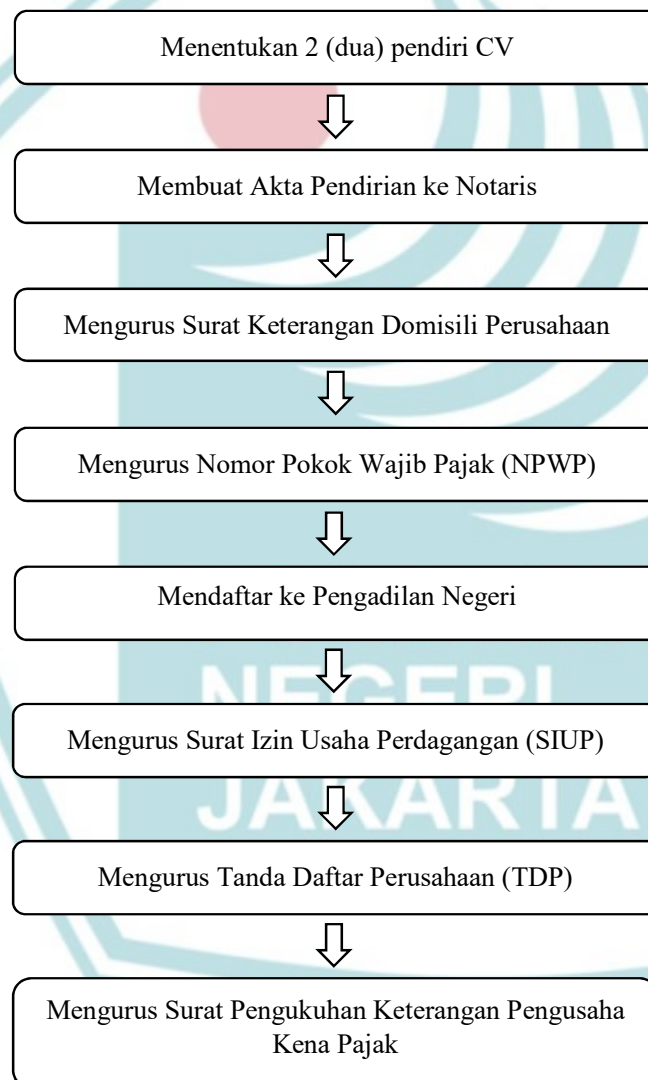 Menentukan 2 (dua) pendiri CV
Membuat Akta Pendirian ke Notaris
Mengurus Surat Keterangan Domisili Perusahaan
Mengurus Nomor Pokok Wajib Pajak (NPWP)
Mendaftar ke Pengadilan Negeri
NEGERI
Mengurus Surat Izin Usaha Perdagangan (SIUP)
JAKARTA
Mengurus Tanda Daftar Perusahaan (TDP)
Mengurus Surat Pengukuhan Keterangan Pengusaha
Kena Pajak